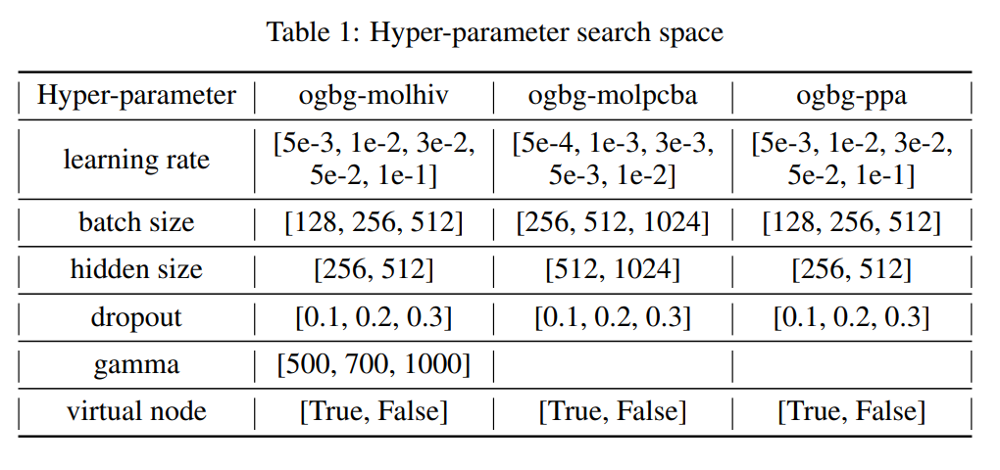 Table 1: Hyper-parameter search space
Hyper-parameter ogbg-molhiv ogbg-molpcba ogbg-ppa
learning rate [5e-3, 1e-2, 3e-2, 5e-2, 1e-1] [5e-4, 1e-3, 3e-3, 5e-3, 1e-2] [5e-3, 1e-2, 3e-2, 5e-2, 1e-1]
batch size [128, 256, 512] [256, 512, 1024] [128, 256, 512]
hidden size [256, 512] [512, 1024] [256, 512]
dropout [0.1, 0.2, 0.3] [0.1, 0.2, 0.3] [0.1, 0.2, 0.3]
gamma [500, 700, 1000]
virtual node [True, False] [True, False] [True, False]